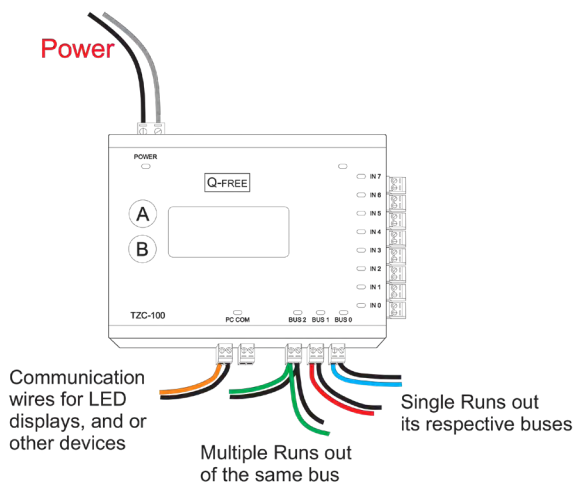 Power
POWER
Q-FREE
IN 7
IN 6
IN 5
IN 4
IN 3
IN 2
IN 1
IN 0
A
B
TZC-100
PC COM
BUS 2
BUS 1
BUS 0
Communication
wires for LED
displays, and or
other devices
Multiple Runs out
of the same bus
Single Runs out
its respective buses